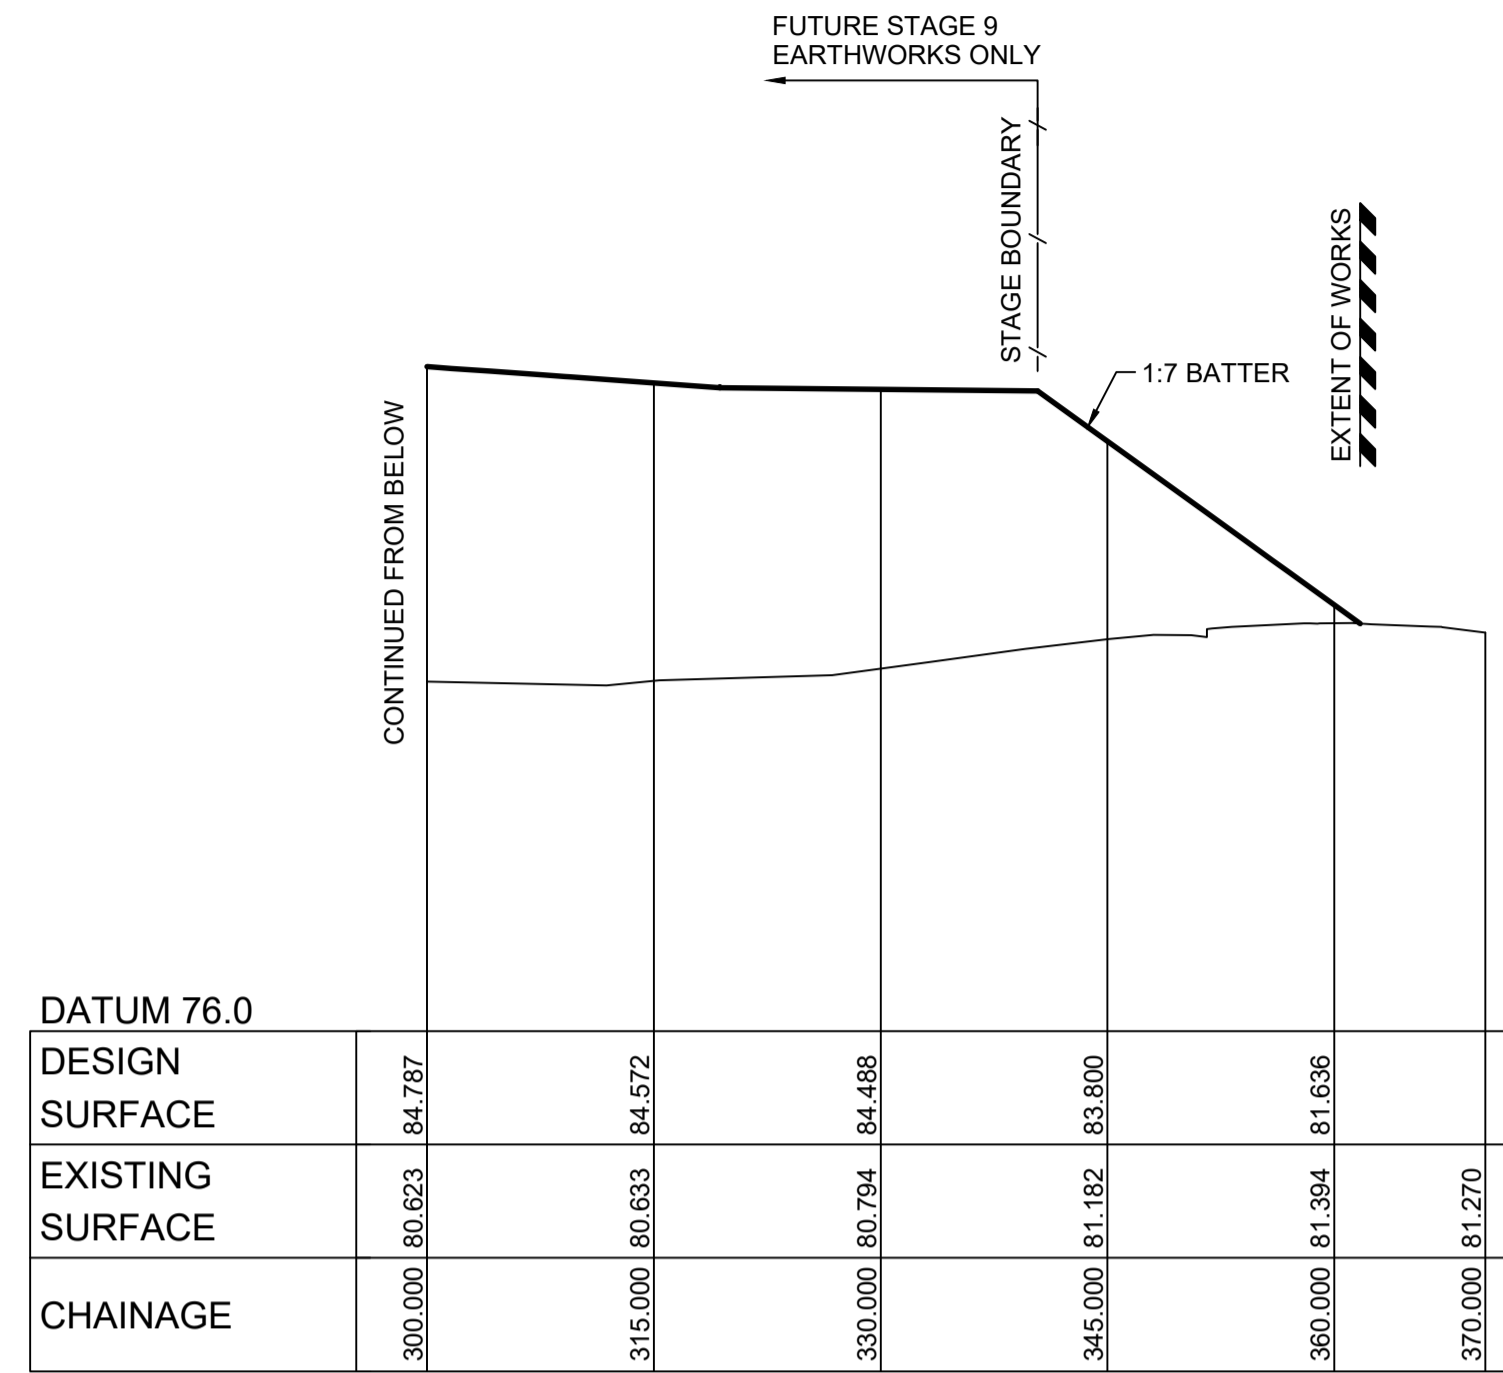 FUTURE STAGE 9
EARTHWORKS ONLY
STAGE BOUNDARY
EXTENT OF WORKS
1:7 BATTER
CONTINUED FROM BELOW
DATUM 76.0
DESIGN
SURFACE
84.787 84.572 84.488 83.800 81.636
EXISTING
SURFACE
80.623 80.633 80.794 81.182 81.394 81.270
CHAINAGE
300.000 315.000 330.000 345.000 360.000 370.000